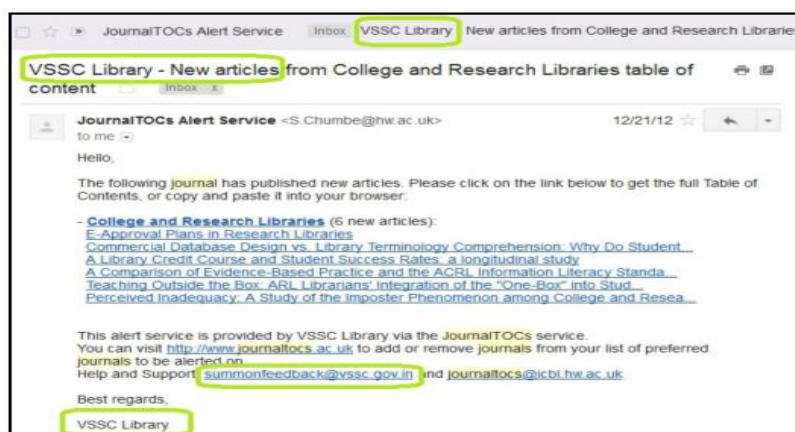 JournalTOCs Alert Service Inbox VSSC Library New articles from College and Research Libraries
VSSC Library - New articles from College and Research Libraries table of
content Inbox x
JournalTOCs Alert Service <S.Chumbe@hw.ac.uk> 12/21/12
to me
Hello,
The following journal has published new articles. Please click on the link below to get the full Table of
Contents, or copy and paste it into your browser:
- College and Research Libraries (6 new articles):
E-Approval Plans in Research Libraries
Commercial Database Design vs. Library Terminology Comprehension: Why Do Student...
A Library Credit Course and Student Success Rates: a longitudinal study
A Comparison of Evidence-Based Practice and the ACRL Information Literacy Standa...
Teaching Outside the Box: ARL Librarians' Integration of the "One-Box" into Stud...
Perceived Inadequacy: A Study of the Imposter Phenomenon among College and Resea...
This alert service is provided by VSSC Library via the JournalTOCs service.
You can visit http://www.journaltocs.ac.uk to add or remove journals from your list of preferred
journals to be alerted on.
Help and Support: summonfeedback@vssc.gov.in and journaltocs@icbl.hw.ac.uk
Best regards,
VSSC Library